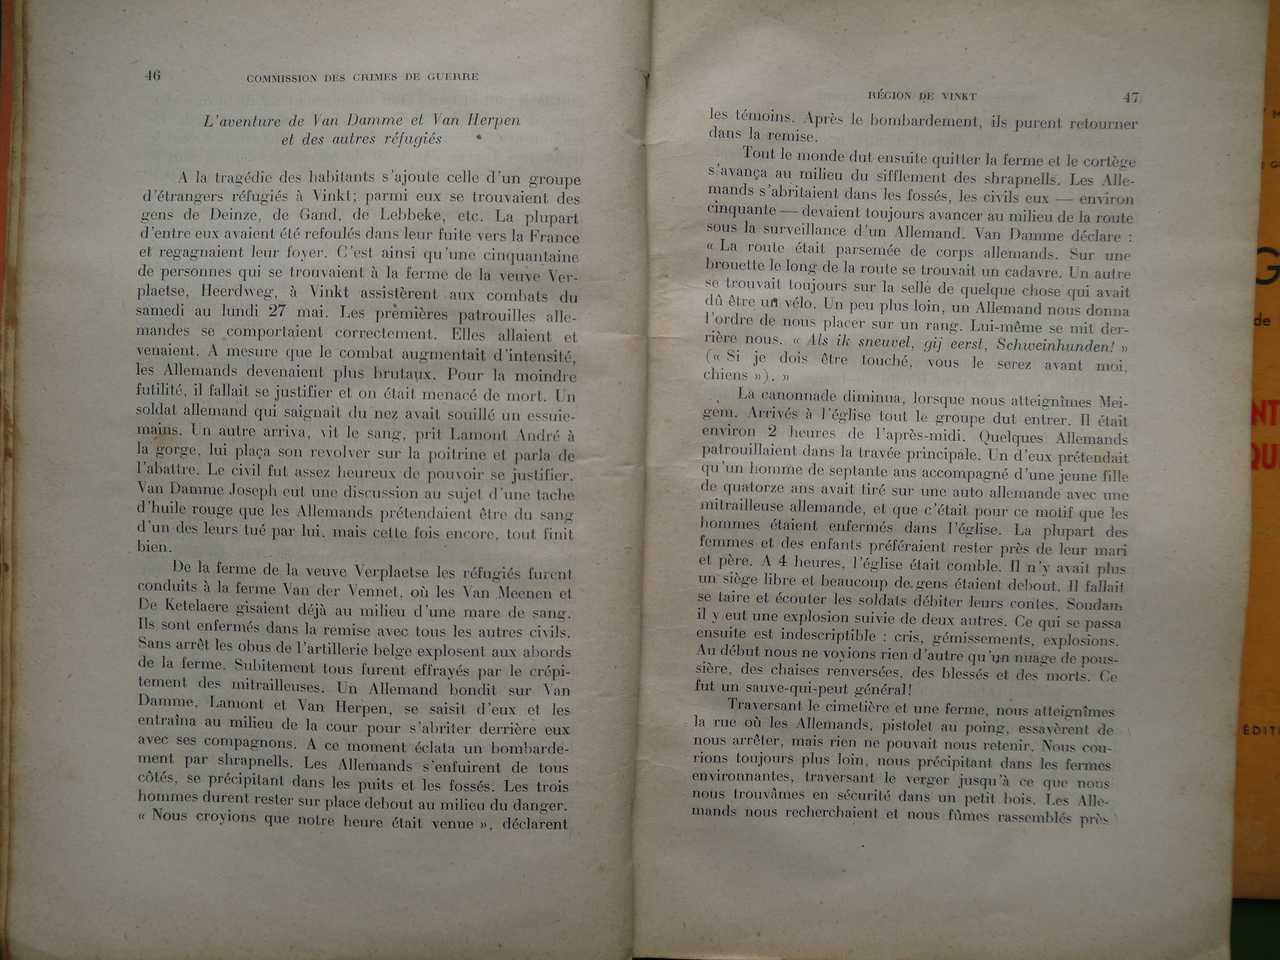 46
COMMISSION DES CRIMES DE GUERRE
L'aventure de Van Damme et Van Herpen
et des autres réfugiés
A la tragédie des habitants s'ajoute celle d'un groupe
d'étrangers réfugiés à Vinkt; parmi eux se trouvaient des
gens de Deinze, de Gand, de Lebbeke, etc. La plupart
d'entre eux avaient été refoulés dans leur fuite vers la France
et regagnaient leur foyer. C'est ainsi qu'une cinquantaine
de personnes qui se trouvaient à la ferme de la veuve Ver-
plaetse, Heerdweg, à Vinkt assistèrent aux combats du
samedi au lundi 27 mai. Les premières patrouilles alle-
mandes se comportaient correctement. Elles allaient et
venaient. A mesure que le combat augmentait d'intensité,
les Allemands devenaient plus brutaux. Pour la moindre
futilité, il fallait se justifier et on était menacé de mort. Un
soldat allemand qui saignait du nez avait souillé un essuie-
mains. Un autre arriva, vit le sang, prit Lamont André à
la gorge, lui plaça son revolver sur la poitrine et parla de
l'abattre. Le civil fut assez heureux de pouvoir se justifier.
Van Damme Joseph eut une discussion au sujet d'une tache
d'huile rouge que les Allemands prétendaient être du sang
d'un des leurs tué par lui, mais cette fois encore, tout finit
bien.
De la ferme de la veuve Verplaetse les réfugiés furent
conduits à la ferme Van der Vennet, où les Van Meenen et
De Ketelaere gisaient déjà au milieu d'une mare de sang.
Ils sont enfermés dans la remise avec tous les autres civils.
Sans arrêt les obus de l'artillerie belge explosent aux abords
de la ferme. Subitement tous furent effrayés par le crépi-
tement des mitrailleuses. Un Allemand bondit sur Van
Damme, Lamont et Van Herpen, se saisit d'eux et les
entraîna au milieu de la cour pour s'abriter derrière eux
avec ses compagnons. A ce moment éclata un bombarde-
ment par shrapnells. Les Allemands s'enfuirent de tous
côtés, se précipitant dans les puits et les fossés. Les trois
hommes durent rester sur place debout au milieu du danger.
« Nous croyions que notre heure était venue », déclarent
RÉGION DE VINKT
47
les témoins. Après le bombardement, ils purent retourner
dans la remise.
Tout le monde dut ensuite quitter la ferme et le cortège
s'avança au milieu du sifflement des shrapnells. Les Alle-
mands s'abritaient dans les fossés, les civils eux — environ
cinquante — devaient toujours avancer au milieu de la route
sous la surveillance d'un Allemand. Van Damme déclare :
« La route était parsemée de corps allemands. Sur une
brouette le long de la route se trouvait un cadavre. Un autre
se trouvait toujours sur la selle de quelque chose qui avait
dû être un vélo. Un peu plus loin, un Allemand nous donna
l'ordre de nous placer sur un rang. Lui-même se mit der-
rière nous. « Als ik sneuvel, gij eerst, Schweinhunden! »
(« Si je dois être touché, vous le serez avant moi,
chiens »). »
La canonnade diminua, lorsque nous atteignîmes Mei-
gem. Arrivés à l'église tout le groupe dut entrer. Il était
environ 2 heures de l'après-midi. Quelques Allemands
patrouillaient dans la travée principale. Un d'eux prétendait
qu'un homme de septante ans accompagné d'une jeune fille
de quatorze ans avait tiré sur une auto allemande avec une
mitrailleuse allemande, et que c'était pour ce motif que les
hommes étaient enfermés dans l'église. La plupart des
femmes et des enfants préféraient rester près de leur mari
et père. A 4 heures, l'église était comble. Il n'y avait plus
un siège libre et beaucoup de gens étaient debout. Il fallait
se taire et écouter les soldats débiter leurs contes. Soudam
il y eut une explosion suivie de deux autres. Ce qui se passa
ensuite est indescriptible : cris, gémissements, explosions.
Au début nous ne voyions rien d'autre qu'un nuage de pous-
sière, des chaises renversées, des blessés et des morts. Ce
fut un sauve-qui-peut général!
Traversant le cimetière et une ferme, nous atteignîmes
la rue où les Allemands, pistolet au poing, essayèrent de
nous arrêter, mais rien ne pouvait nous retenir. Nous cou-
rions toujours plus loin, nous précipitant dans les fermes
environnantes, traversant le verger jusqu'à ce que nous
nous trouvâmes en sécurité dans un petit bois. Les Alle-
mands nous recherchaient et nous fûmes rassemblés près
G
de
NT
QU
ÉDIT